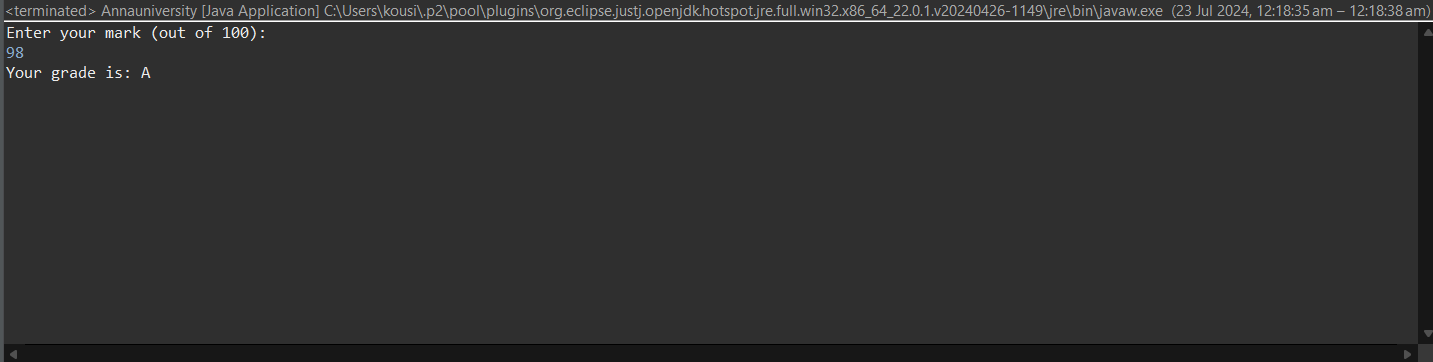 <terminated> Annauniversity [Java Application] C:\Users\kousi\.p2\pool\plugins\org.eclipse.justj.openjdk.hotspot.jre.full.win32.x86_64_22.0.1.v20240426-1149\jre\bin\javaw.exe (23 Jul 2024, 12:18:35 am – 12:18:38 am)
Enter your mark (out of 100):
98
Your grade is: A